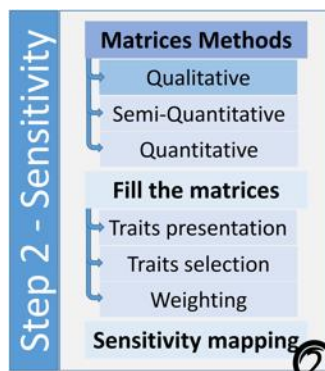 Step 2 - Sensitivity
Matrices Methods
Qualitative
Semi-Quantitative
Quantitative
Fill the matrices
Traits presentation
Traits selection
Weighting
Sensitivity mapping